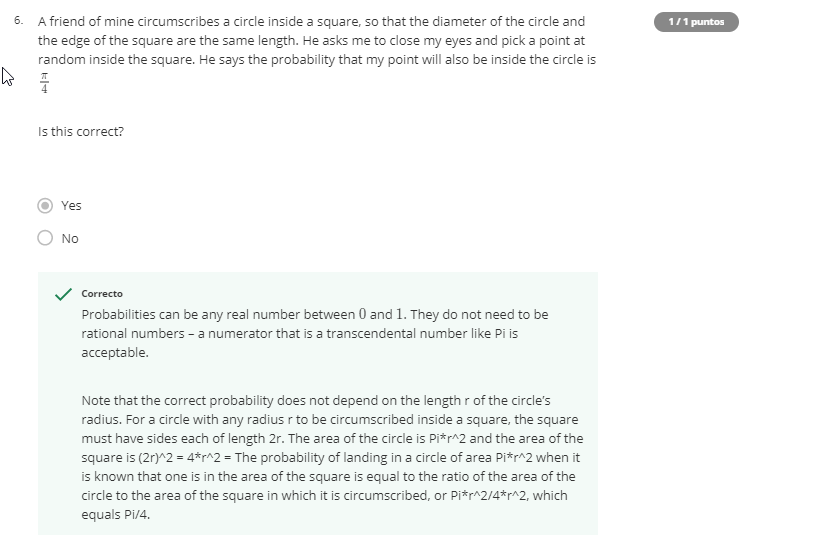 6. A friend of mine circumscribes a circle inside a square, so that the diameter of the circle and
1 / 1 puntos
the edge of the square are the same length. He asks me to close my eyes and pick a point at
random inside the square. He says the probability that my point will also be inside the circle is
π/4
Is this correct?
Yes
No
Correcto
Probabilities can be any real number between 0 and 1. They do not need to be
rational numbers – a numerator that is a transcendental number like Pi is
acceptable.
Note that the correct probability does not depend on the length r of the circle's
radius. For a circle with any radius r to be circumscribed inside a square, the square
must have sides each of length 2r. The area of the circle is Pi*r^2 and the area of the
square is (2r)^2 = 4*r^2 = The probability of landing in a circle of area Pi*r^2 when it
is known that one is in the area of the square is equal to the ratio of the area of the
circle to the area of the square in which it is circumscribed, or Pi*r^2/4*r^2, which
equals Pi/4.